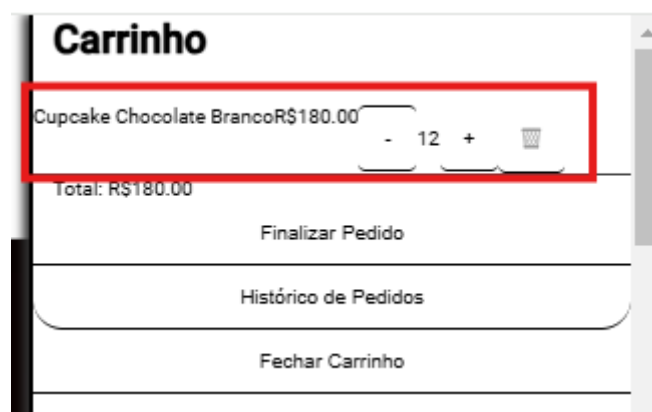 Carrinho
Cupcake Chocolate BrancoR$180.00 - 12 +
Total: R$180.00
Finalizar Pedido
Histórico de Pedidos
Fechar Carrinho